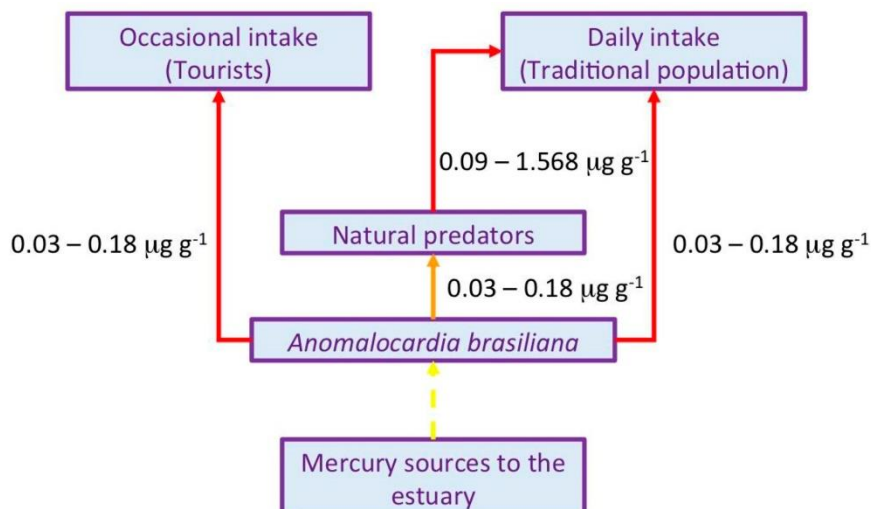 Occasional intake
(Tourists)
Daily intake
(Traditional population)
0.09 – 1.568 μg g⁻¹
0.03 – 0.18 μg g⁻¹
Natural predators
0.03 – 0.18 μg g⁻¹
0.03 – 0.18 μg g⁻¹
Anomalocardia brasiliana
Mercury sources to the
estuary